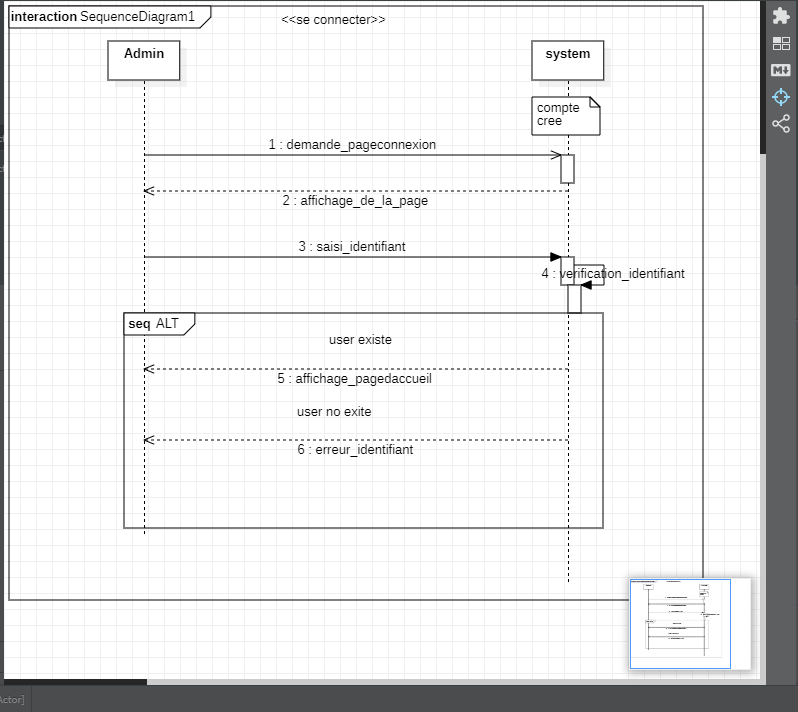 interaction SequenceDiagram1
<<se connecter>>
Admin
system
compte
cree
1 : demande_pageconnexion
2 : affichage_de_la_page
3 : saisi_identifiant
4 : verification_identifiant
seq ALT
user existe
5 : affichage_pagedaccueil
user no exite
6 : erreur_identifiant
Actor]